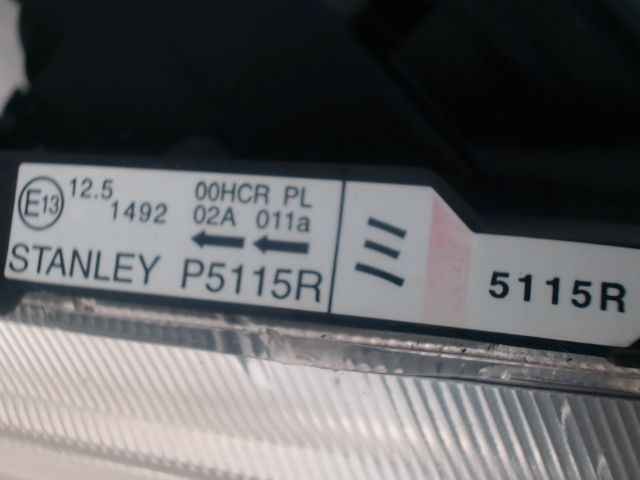 E13 12.5 00HCR PL
1492 02A 011a
STANLEY P5115R
5115R